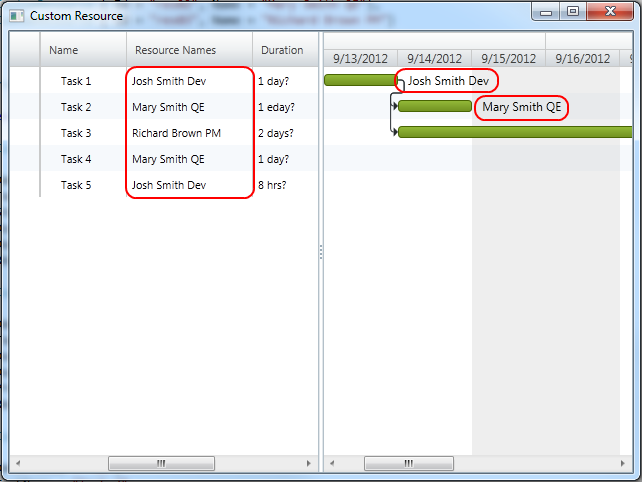 Custom Resource
Name Resource Names Duration
9/13/2012 9/14/2012 9/15/2012 9/16/2012
Task 1 Josh Smith Dev 1 day? Josh Smith Dev
Task 2 Mary Smith QE 1 eday? Mary Smith QE
Task 3 Richard Brown PM 2 days?
Task 4 Mary Smith QE 1 day?
Task 5 Josh Smith Dev 8 hrs?